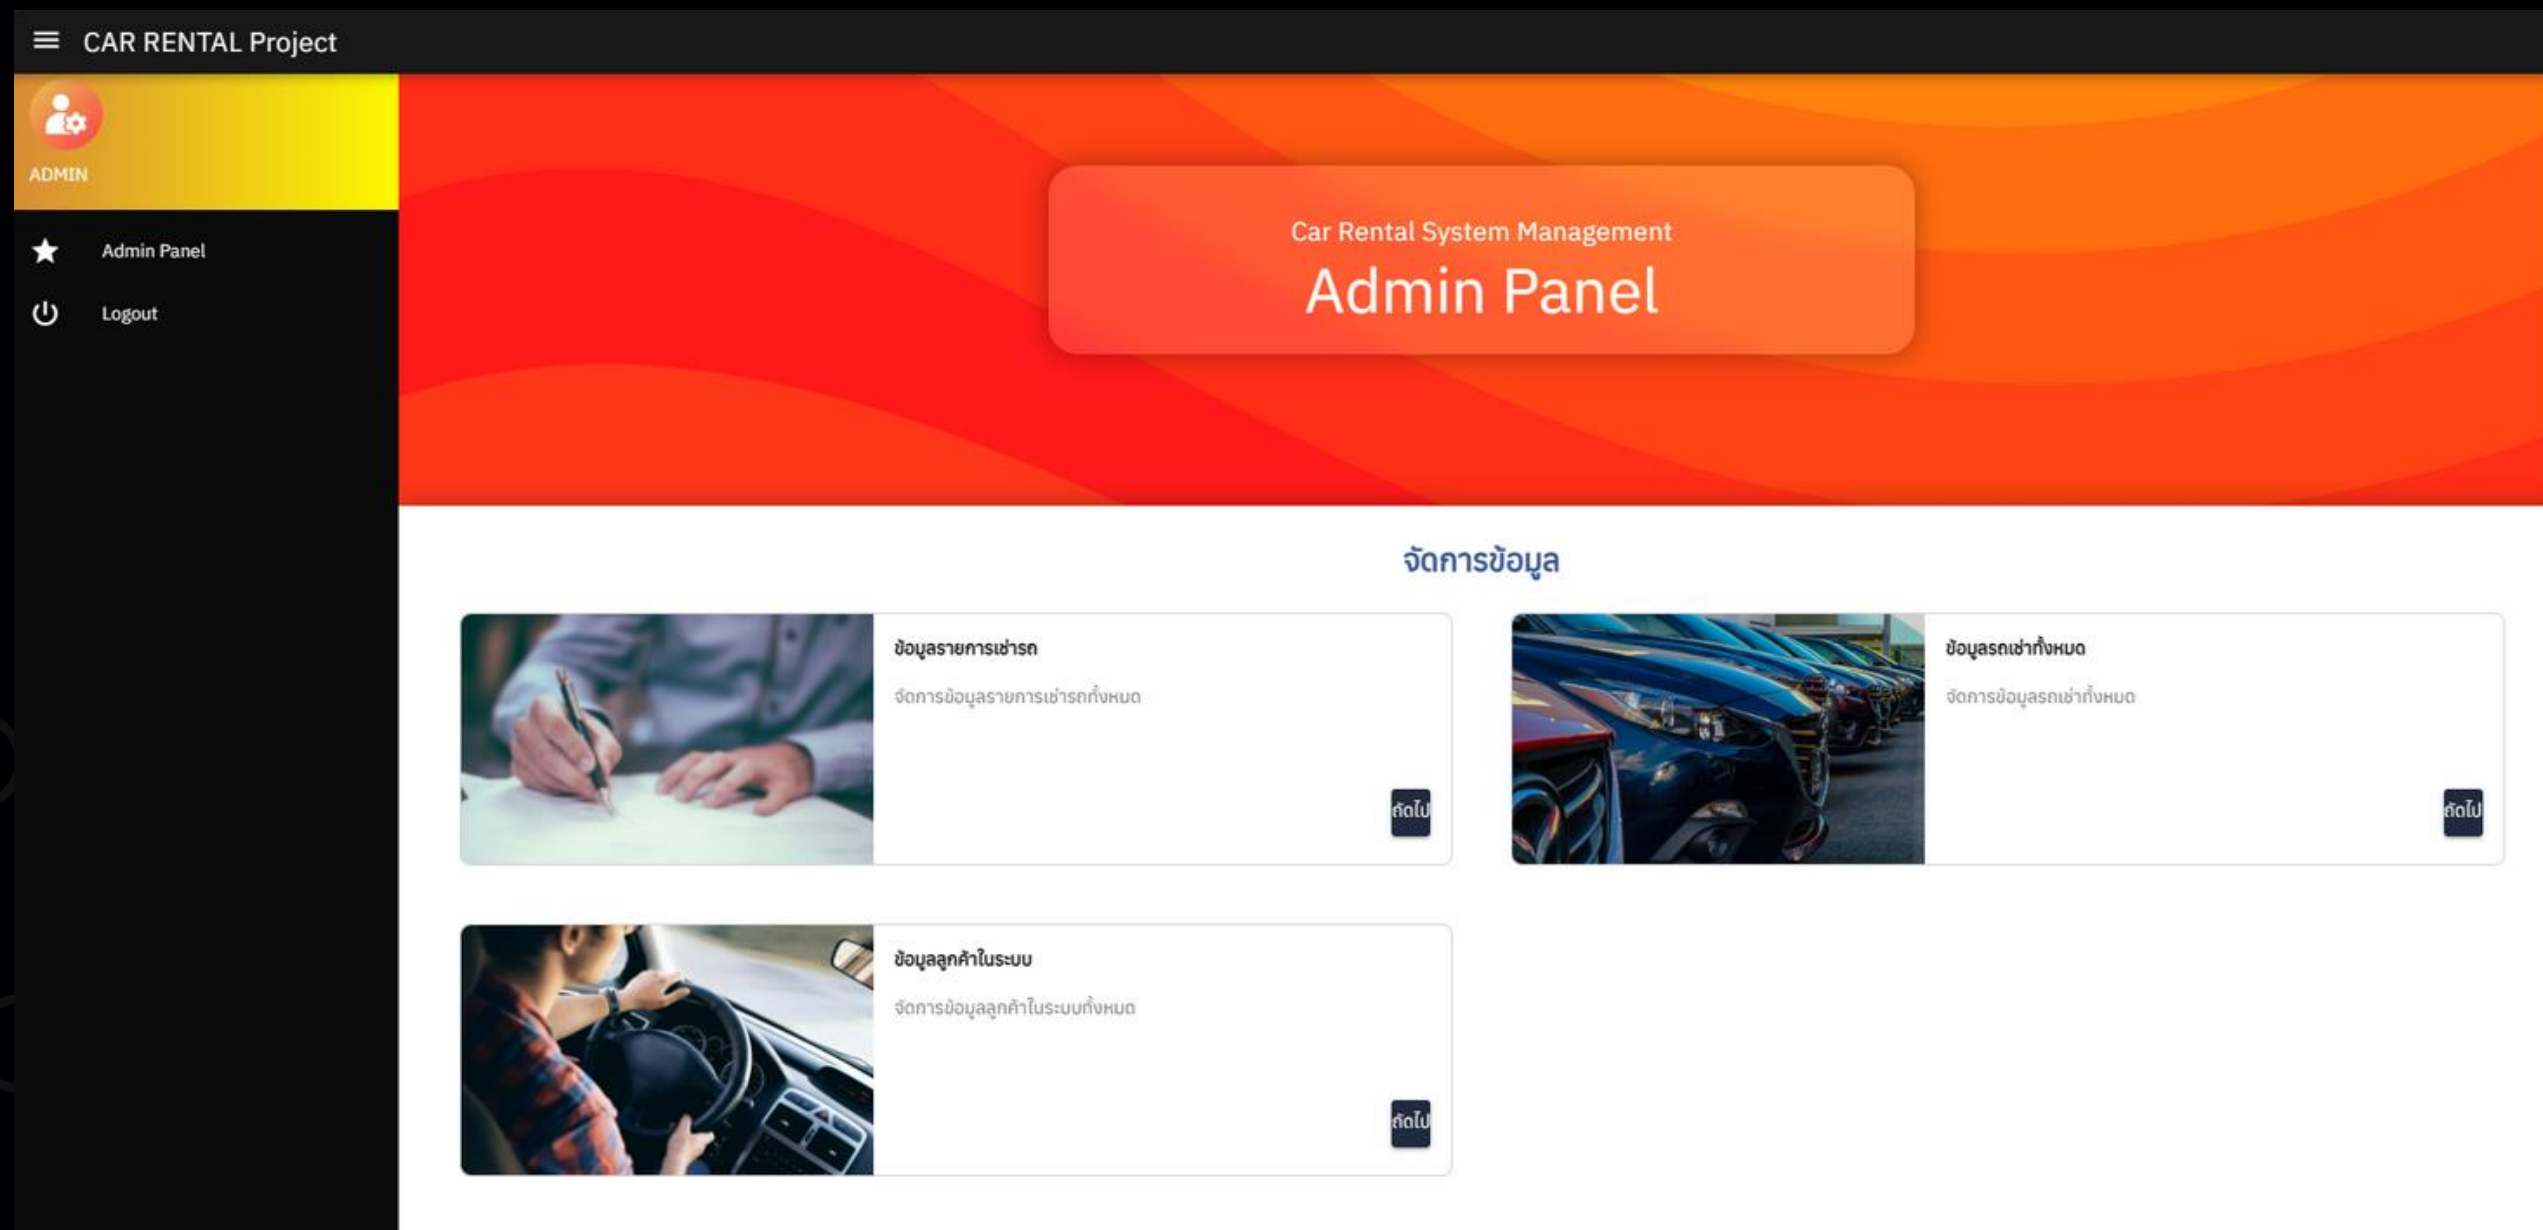 CAR RENTAL Project
ADMIN
Admin Panel
Logout
Car Rental System Management
Admin Panel
จัดการข้อมูล
ข้อมูลรายการเช่ารถ
จัดการข้อมูลรายการเช่ารถทั้งหมด
ถัดไป
ข้อมูลรถเช่าทั้งหมด
จัดการข้อมูลรถเช่าทั้งหมด
ถัดไป
ข้อมูลลูกค้าในระบบ
จัดการข้อมูลลูกค้าในระบบทั้งหมด
ถัดไป